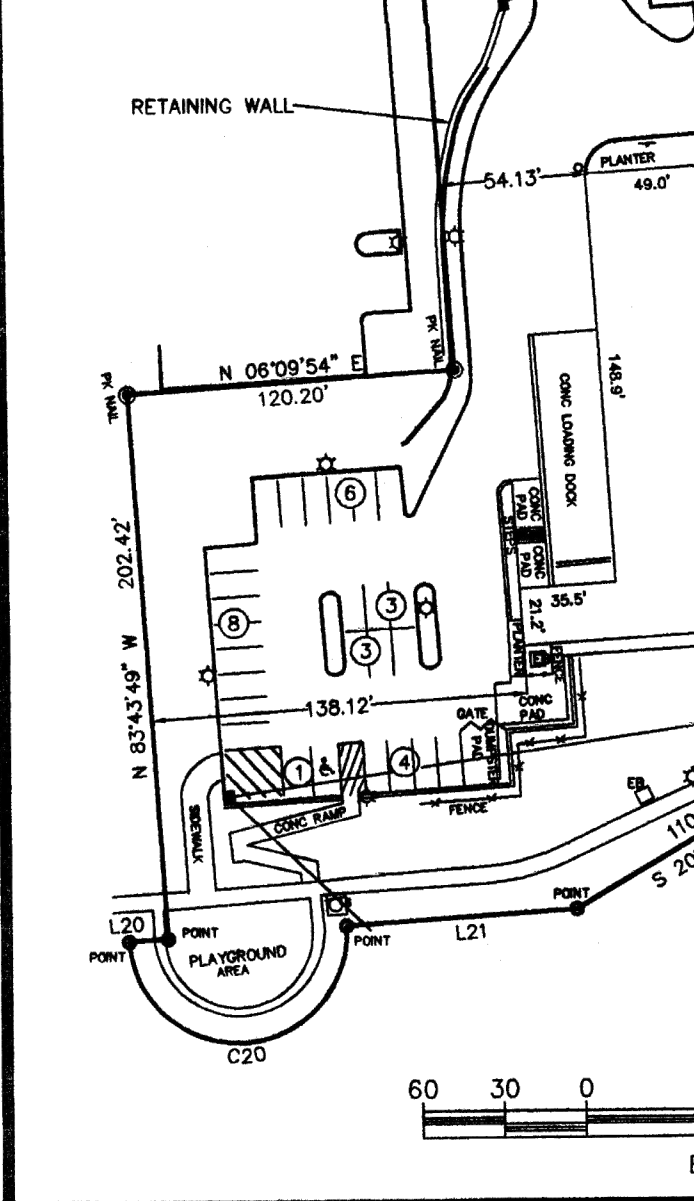 RETAINING WALL
PLANTER
54.13'
49.0'
PK NAIL
N 06°09'54" E
120.20'
PK NAIL
148.9'
CONC LOADING DOCK
6
CONC
PAD
STEPS
CONC
PAD
202.42'
N 83°43'49" W
8
3
3
35.5'
21.2'
PLANTER
FENCE
138.12'
CONC
PAD
GATE
DUMPSTER
PAD
1
4
FENCE
EB
CONC RAMP
SIDEWALK
110
S 20
POINT
L20
POINT
POINT
POINT
L21
PLAYGROUND
AREA
C20
60 30 0